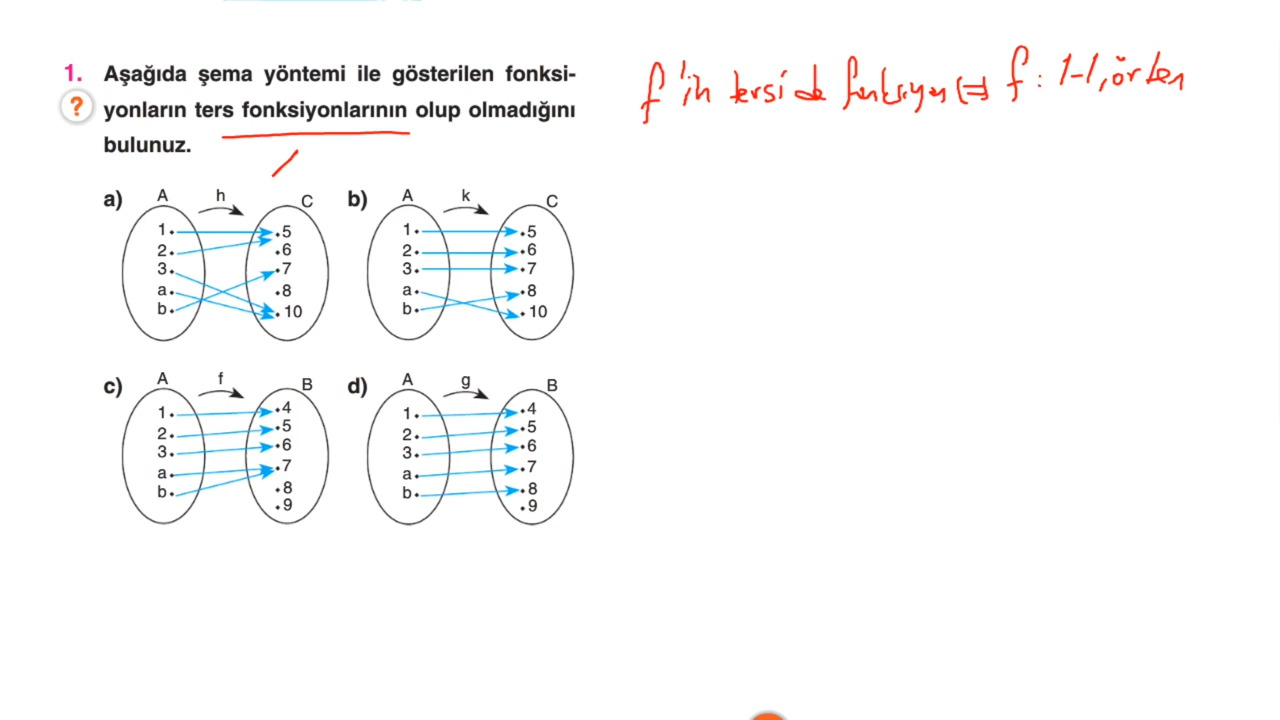 1. Aşağıda şema yöntemi ile gösterilen fonksi-
? yonların ters fonksiyonlarının olup olmadığını
bulunuz.
f'in tersi de fonksiyon ⇔ f: 1-1, örten
a) A h C
1. .5
2. .6
3. .7
a. .8
b. .10
b) A k C
1. .5
2. .6
3. .7
a. .8
b. .10
c) A f B
1. .4
2. .5
3. .6
a. .7
b. .8
.9
d) A g B
1. .4
2. .5
3. .6
a. .7
b. .8
.9